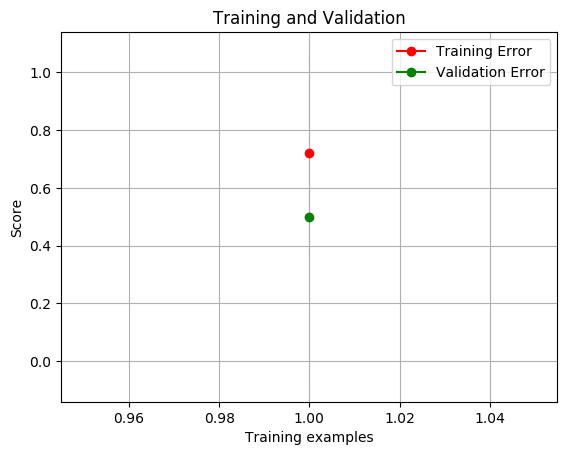 Training and Validation
Training Error
Validation Error
1.0
0.8
0.6
0.4
0.2
0.0
Score
0.96
0.98
1.00
1.02
1.04
Training examples